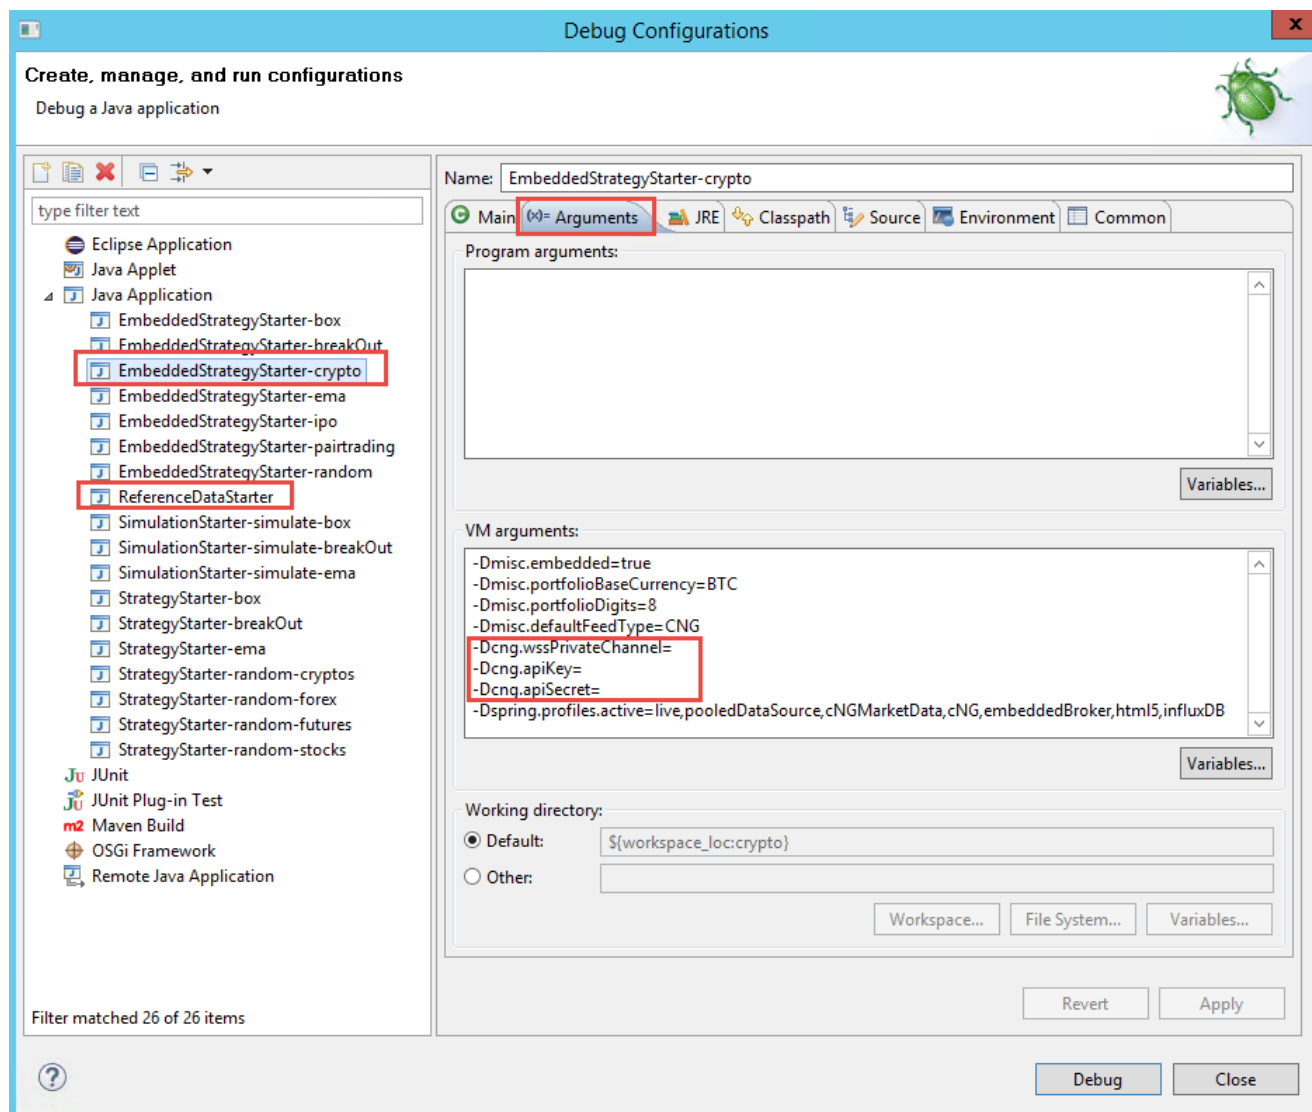 Debug Configurations
x
Create, manage, and run configurations
Debug a Java application
type filter text
Eclipse Application
Java Applet
Java Application
EmbeddedStrategyStarter-box
EmbeddedStrategyStarter-breakOut
EmbeddedStrategyStarter-crypto
EmbeddedStrategyStarter-ema
EmbeddedStrategyStarter-ipo
EmbeddedStrategyStarter-pairtrading
EmbeddedStrategyStarter-random
ReferenceDataStarter
SimulationStarter-simulate-box
SimulationStarter-simulate-breakOut
SimulationStarter-simulate-ema
StrategyStarter-box
StrategyStarter-breakOut
StrategyStarter-ema
StrategyStarter-random-cryptos
StrategyStarter-random-forex
StrategyStarter-random-futures
StrategyStarter-random-stocks
JU JUnit
JU JUnit Plug-in Test
m2 Maven Build
OSGi Framework
Remote Java Application
Filter matched 26 of 26 items
Name: EmbeddedStrategyStarter-crypto
Main (x)= Arguments JRE Classpath Source Environment Common
Program arguments:
Variables...
VM arguments:
-Dmisc.embedded=true
-Dmisc.portfolioBaseCurrency=BTC
-Dmisc.portfolioDigits=8
-Dmisc.defaultFeedType=CNG
-Dcng.wssPrivateChannel=
-Dcng.apiKey=
-Dcng.apiSecret=
-Dspring.profiles.active=live,pooledDataSource,cNGMarketData,cNG,embeddedBroker,html5,influxDB
Variables...
Working directory:
Default: ${workspace_loc:crypto}
Other:
Workspace... File System... Variables...
Revert Apply
? Debug Close